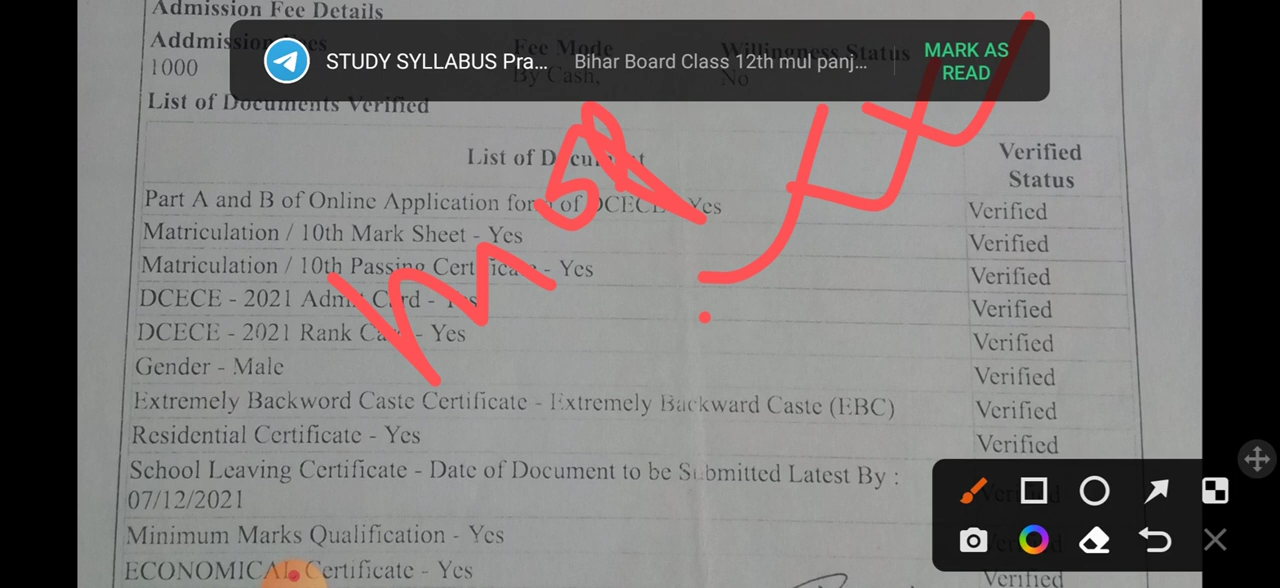 Admission Fee Details
Addmission Fees Fee Mode Willingness Status
1000 By Cash, No
STUDY SYLLABUS Pra... Bihar Board Class 12th mul panj... MARK AS READ
List of Documents Verified
List of Document Verified Status
Part A and B of Online Application form of DCECE - Yes Verified
Matriculation / 10th Mark Sheet - Yes Verified
Matriculation / 10th Passing Certificate - Yes Verified
DCECE - 2021 Admit Card - Yes Verified
DCECE - 2021 Rank Card - Yes Verified
Gender - Male Verified
Extremely Backword Caste Certificate - Extremely Backward Caste (EBC) Verified
Residential Certificate - Yes Verified
School Leaving Certificate - Date of Document to be Submitted Latest By :
07/12/2021 Verified
Minimum Marks Qualification - Yes
ECONOMICAL Certificate - Yes Verified